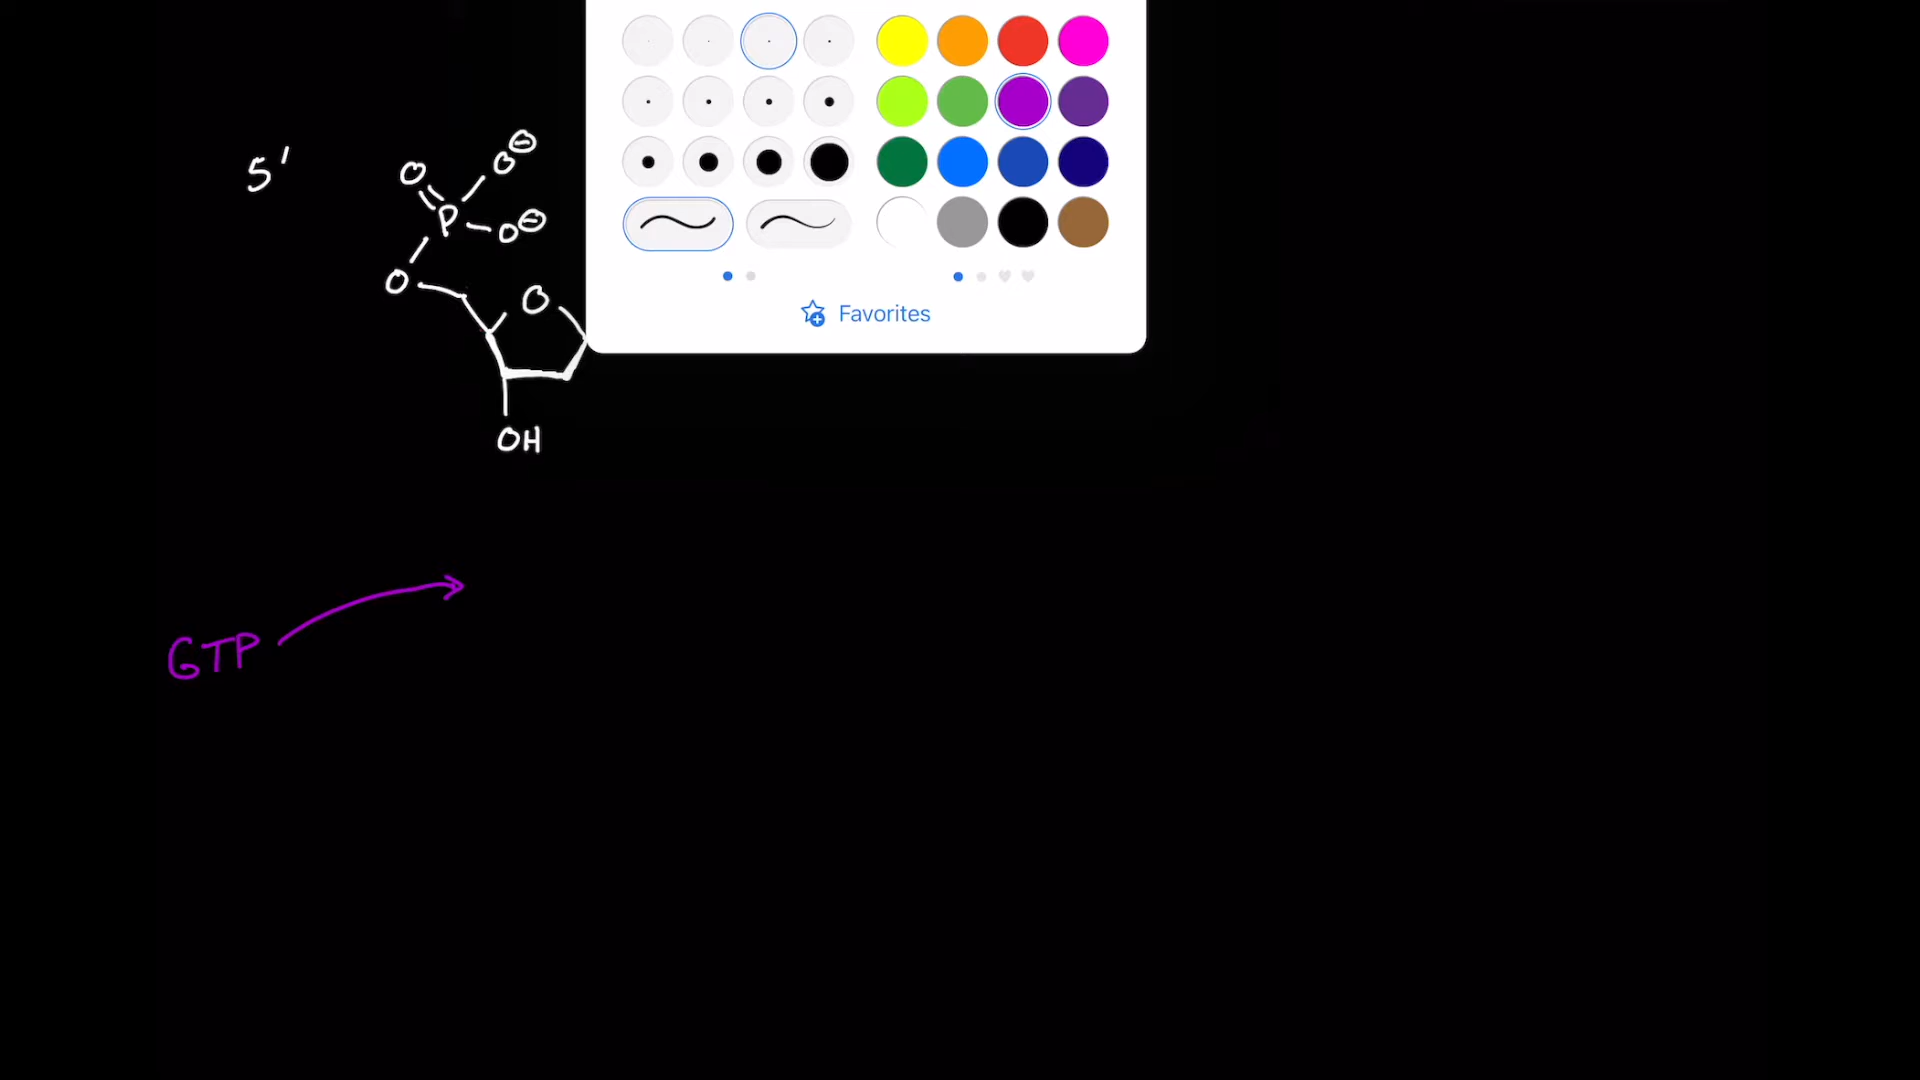 5'
O O⊖
P O⊖
O O
OH
Favorites
GTP